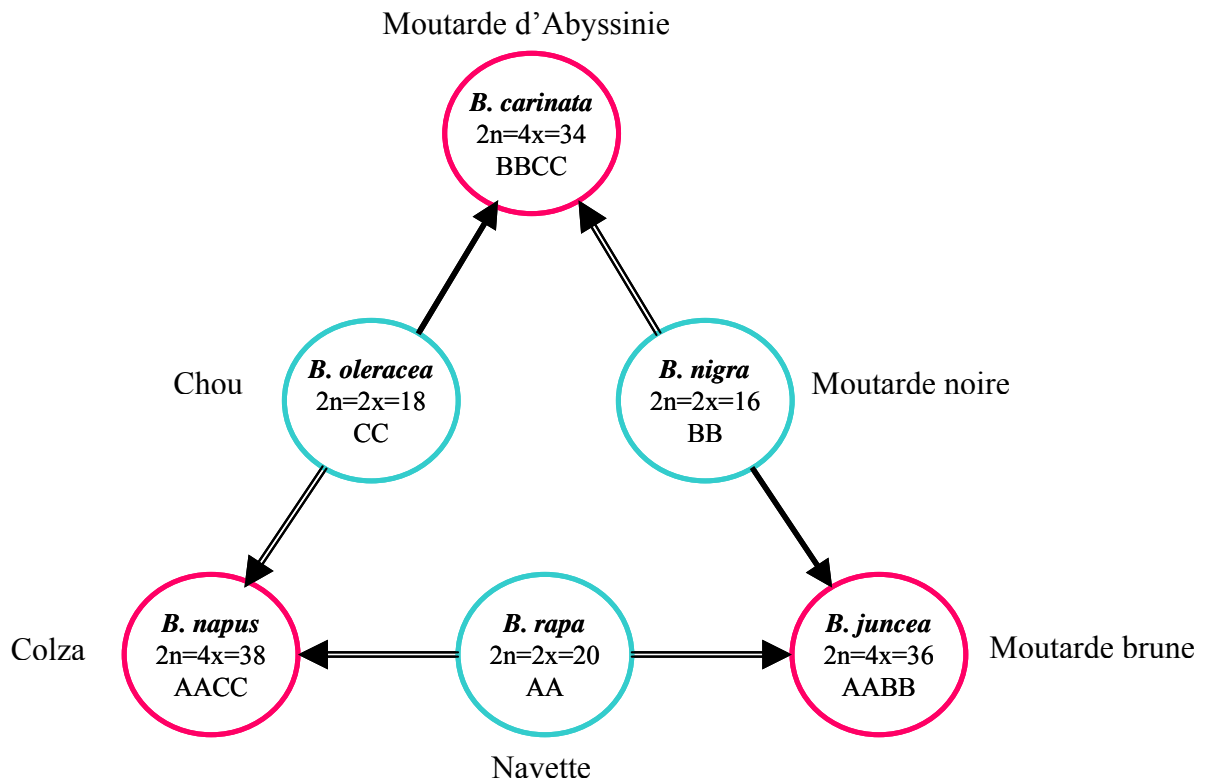 Moutarde d'Abyssinie
B. carinata
2n=4x=34
BBCC
Chou
B. oleracea
2n=2x=18
CC
B. nigra
2n=2x=16
BB
Moutarde noire
Colza
B. napus
2n=4x=38
AACC
B. rapa
2n=2x=20
AA
Navette
B. juncea
2n=4x=36
AABB
Moutarde brune